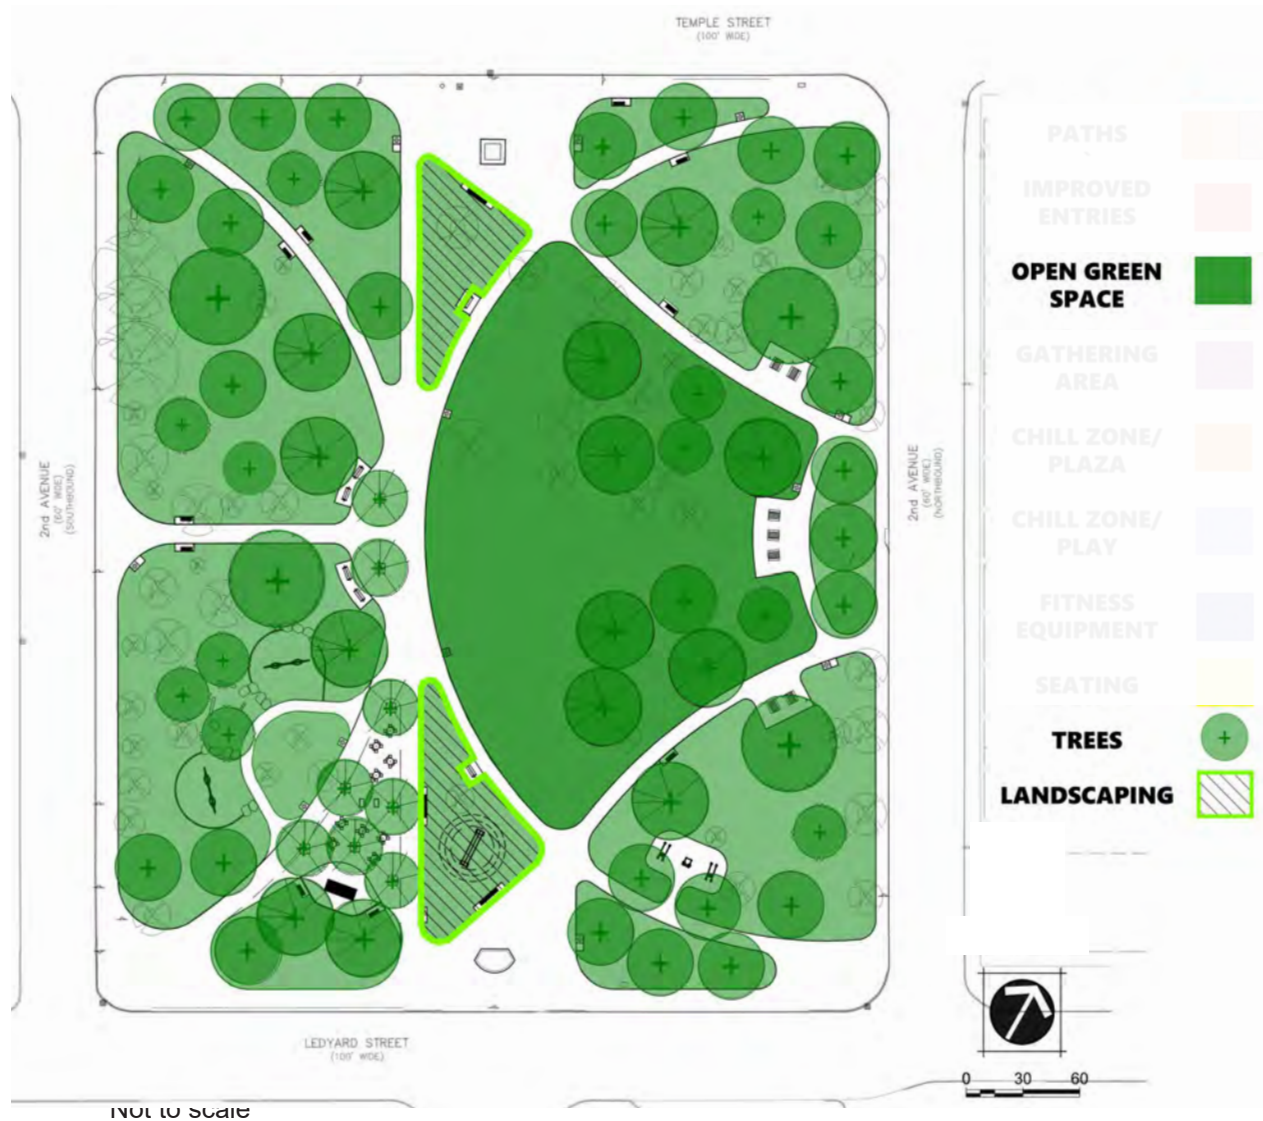 TEMPLE STREET
(100' WIDE)
PATHS
IMPROVED
ENTRIES
OPEN GREEN
SPACE
GATHERING
AREA
CHILL ZONE/
PLAZA
CHILL ZONE/
PLAY
FITNESS
EQUIPMENT
SEATING
TREES
LANDSCAPING
2nd AVENUE
(60' WIDE)
(SOUTHBOUND)
2nd AVENUE
(60' WIDE)
(NORTHBOUND)
LEDYARD STREET
(100' WIDE)
0 30 60
Not to scale